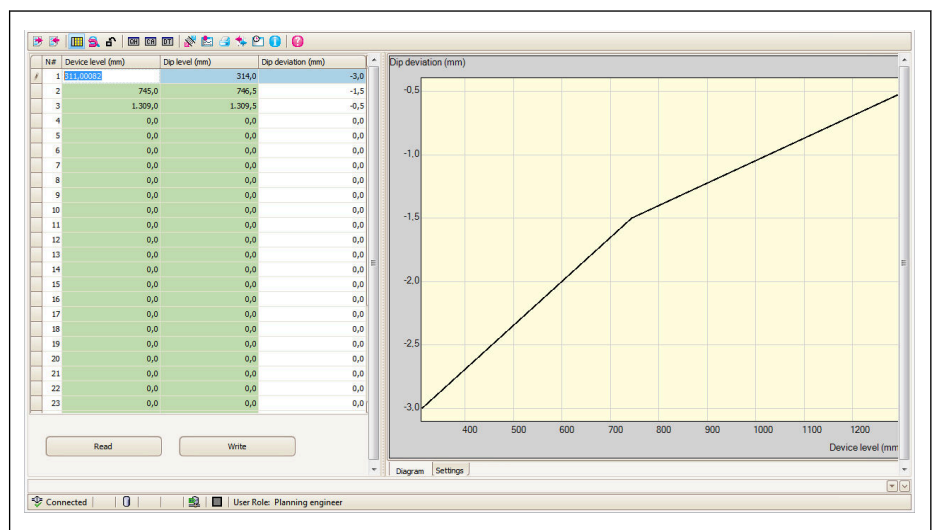 CH CA DT
N# Device level (mm) Dip level (mm) Dip deviation (mm)
1 311,00082 314,0 -3,0
2 745,0 746,5 -1,5
3 1.309,0 1.309,5 -0,5
4 0,0 0,0 0,0
5 0,0 0,0 0,0
6 0,0 0,0 0,0
7 0,0 0,0 0,0
8 0,0 0,0 0,0
9 0,0 0,0 0,0
10 0,0 0,0 0,0
11 0,0 0,0 0,0
12 0,0 0,0 0,0
13 0,0 0,0 0,0
14 0,0 0,0 0,0
15 0,0 0,0 0,0
16 0,0 0,0 0,0
17 0,0 0,0 0,0
18 0,0 0,0 0,0
19 0,0 0,0 0,0
20 0,0 0,0 0,0
21 0,0 0,0 0,0
22 0,0 0,0 0,0
23 0,0 0,0 0,0
Read Write
Dip deviation (mm)
-0,5
-1,0
-1,5
-2,0
-2,5
-3,0
400 500 600 700 800 900 1000 1100 1200
Device level (mm
Diagram Settings
Connected User Role: Planning engineer